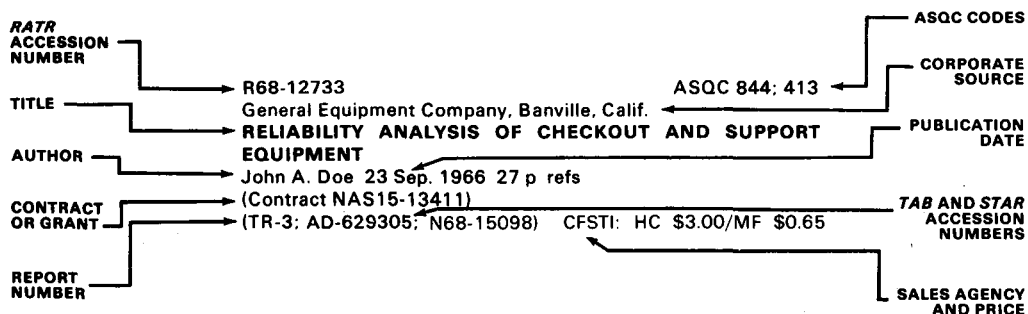 RATR
ACCESSION
NUMBER
ASQC CODES
CORPORATE
SOURCE
R68-12733 ASQC 844; 413
General Equipment Company, Banville, Calif.
TITLE
RELIABILITY ANALYSIS OF CHECKOUT AND SUPPORT
EQUIPMENT
PUBLICATION
DATE
AUTHOR
John A. Doe 23 Sep. 1966 27 p refs
CONTRACT
OR GRANT
(Contract NAS15-13411)
(TR-3; AD-629305; N68-15098) CFSTI: HC $3.00/MF $0.65
TAB AND STAR
ACCESSION
NUMBERS
REPORT
NUMBER
SALES AGENCY
AND PRICE